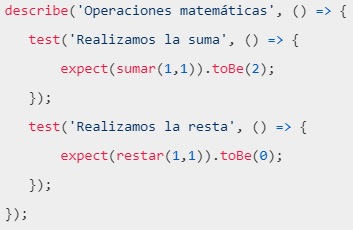 describe('Operaciones matemáticas', () => {
test('Realizamos la suma', () => {
expect(sumar(1,1)).toBe(2);
});
test('Realizamos la resta', () => {
expect(restar(1,1)).toBe(0);
});
});